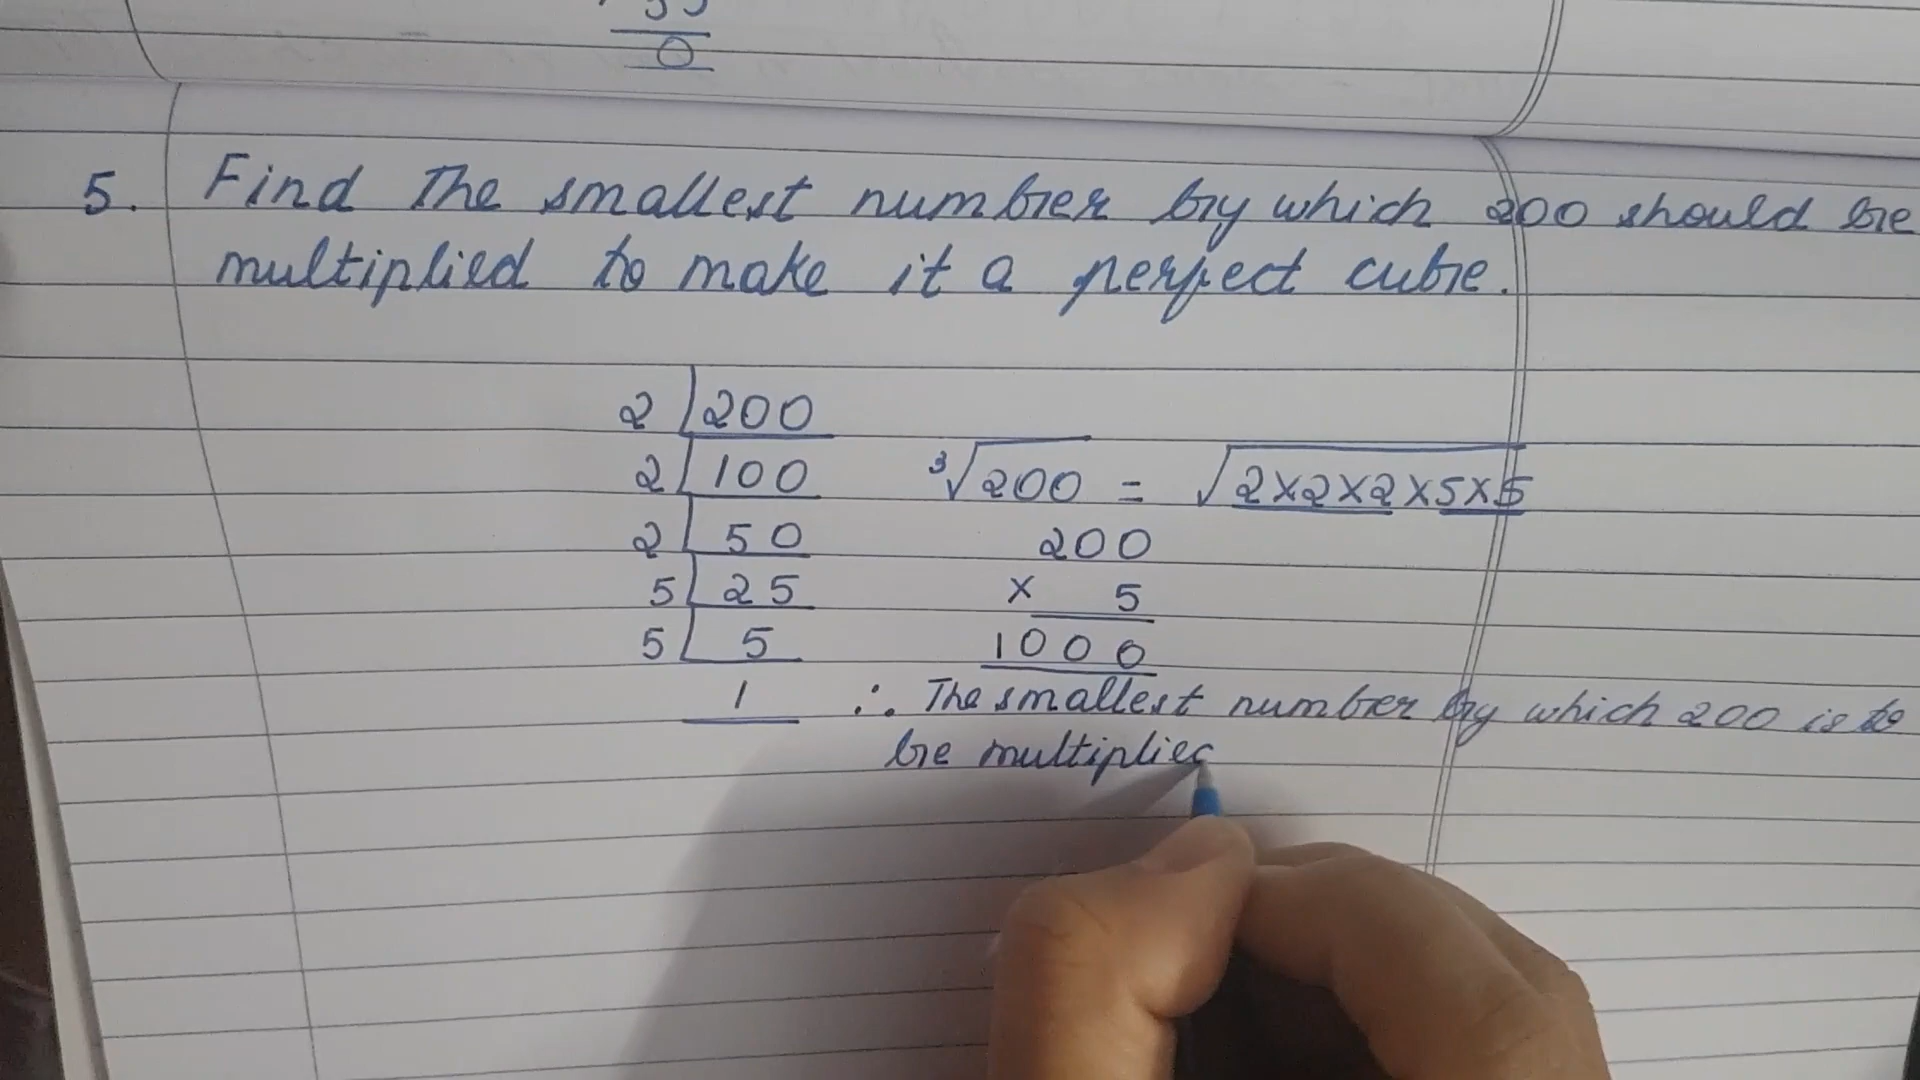 0
5. Find The smallest number by which 200 should be
multiplied to make it a perfect cube.
2 | 200
2 | 100 ³√200 = √2×2×2×5×5
2 | 50 200
5 | 25 × 5
5 | 5 1000
1 ∴ The smallest number by which 200 is to
be multiplied